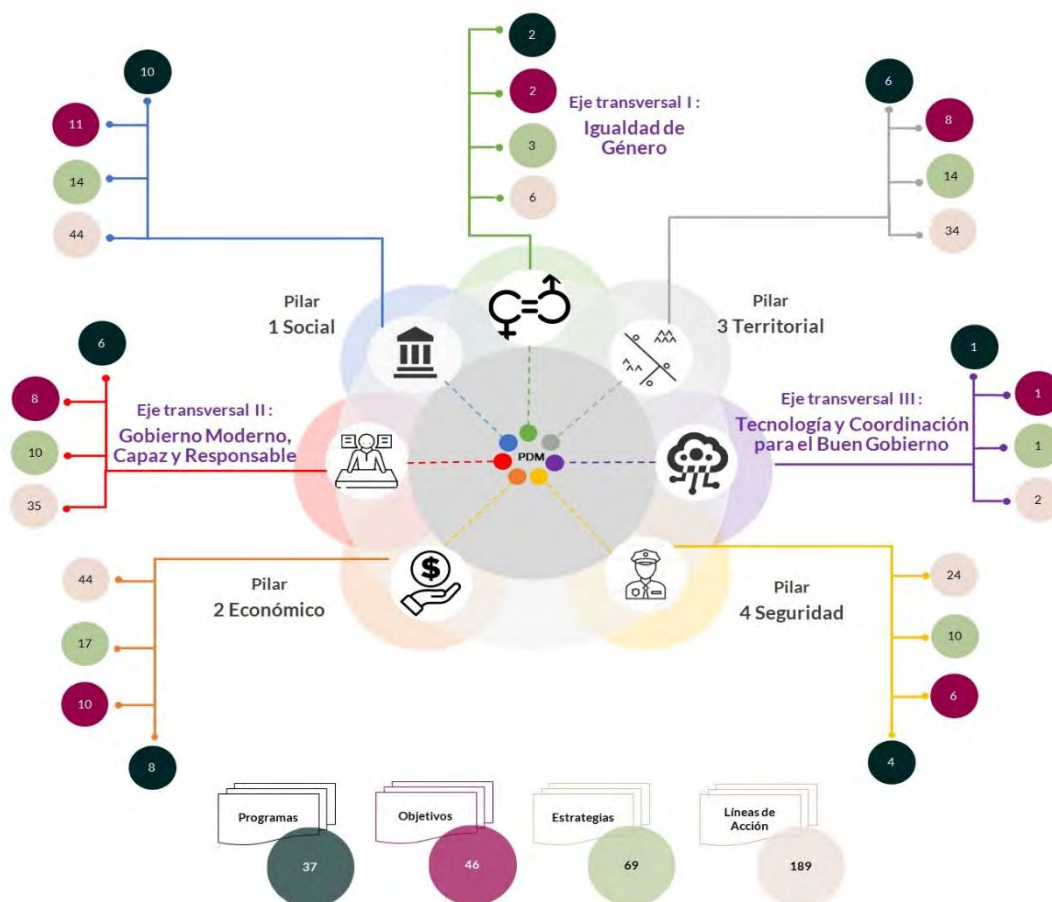 2
2
Eje transversal I :
Igualdad de
Género
3
6
10
11
14
44
6
8
14
34
Pilar
1 Social
Pilar
3 Territorial
6
8
10
35
Eje transversal II :
Gobierno Moderno,
Capaz y Responsable
PDM
Eje transversal III :
Tecnología y Coordinación
para el Buen Gobierno
1
1
1
2
44
17
10
8
Pilar
2 Económico
$
Pilar
4 Seguridad
24
10
6
4
Programas
37
Objetivos
46
Estrategias
69
Líneas de
Acción
189